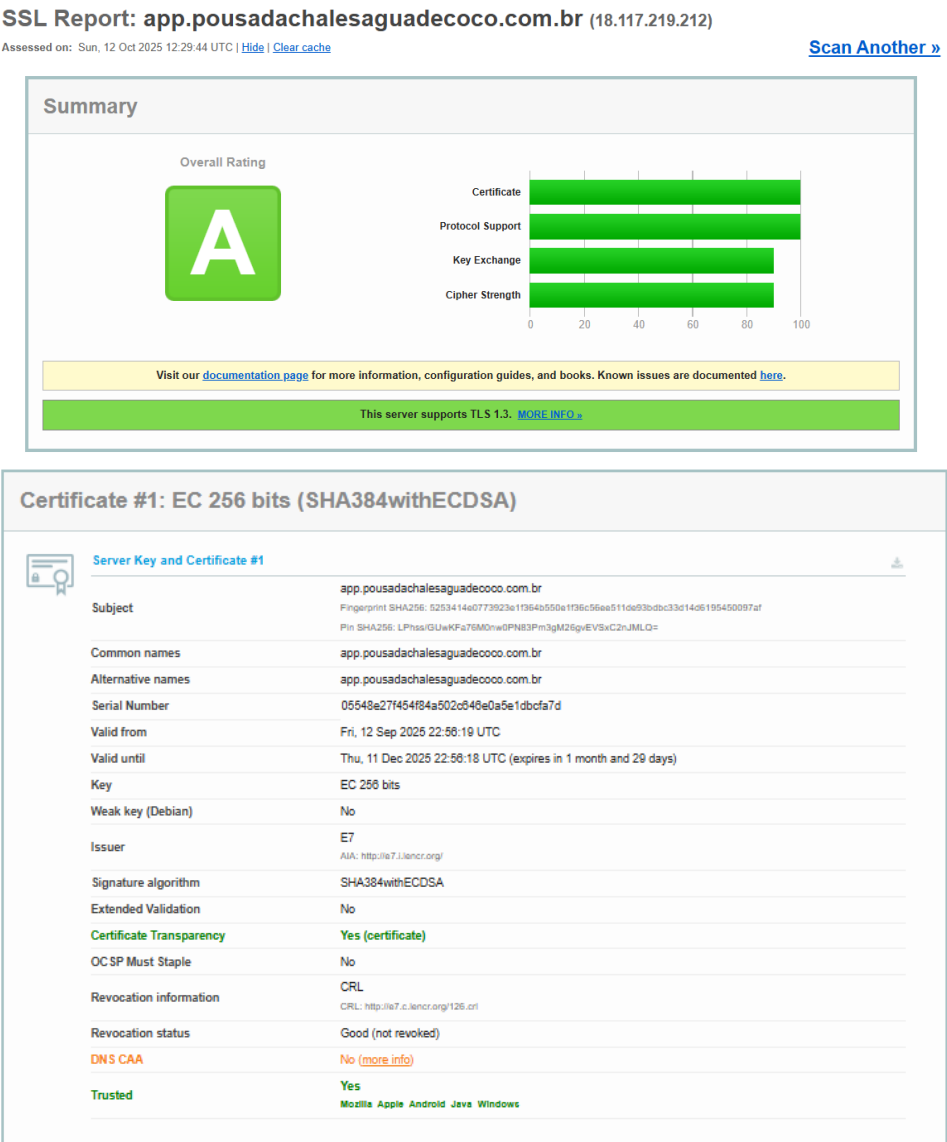 SSL Report: app.pousadachalesaguadecoco.com.br (18.117.219.212)
Assessed on: Sun, 12 Oct 2025 12:29:44 UTC | Hide | Clear cache
Scan Another »
Summary
Overall Rating
A
Certificate
Protocol Support
Key Exchange
Cipher Strength
0 20 40 60 80 100
Visit our documentation page for more information, configuration guides, and books. Known issues are documented here.
This server supports TLS 1.3. MORE INFO »
Certificate #1: EC 256 bits (SHA384withECDSA)
Server Key and Certificate #1
Subject
app.pousadachalesaguadecoco.com.br
Fingerprint SHA256: 5253414e0773923e1f364b550e1f36c56ee511de93bdbc33d14d6195450097af
Pin SHA256: LPhss/GUwKFa76M0nw0PN83Pm3gM26gvEVSxC2nJMLQ=
Common names app.pousadachalesaguadecoco.com.br
Alternative names app.pousadachalesaguadecoco.com.br
Serial Number 05548e27f454f84a502c646e0a5e1dbcfa7d
Valid from Fri, 12 Sep 2025 22:56:19 UTC
Valid until Thu, 11 Dec 2025 22:56:18 UTC (expires in 1 month and 29 days)
Key EC 256 bits
Weak key (Debian) No
Issuer
E7
AIA: http://e7.i.lencr.org/
Signature algorithm SHA384withECDSA
Extended Validation No
Certificate Transparency Yes (certificate)
OCSP Must Staple No
Revocation information
CRL
CRL: http://e7.c.lencr.org/126.crl
Revocation status Good (not revoked)
DNS CAA No (more info)
Trusted
Yes
Mozilla Apple Android Java Windows